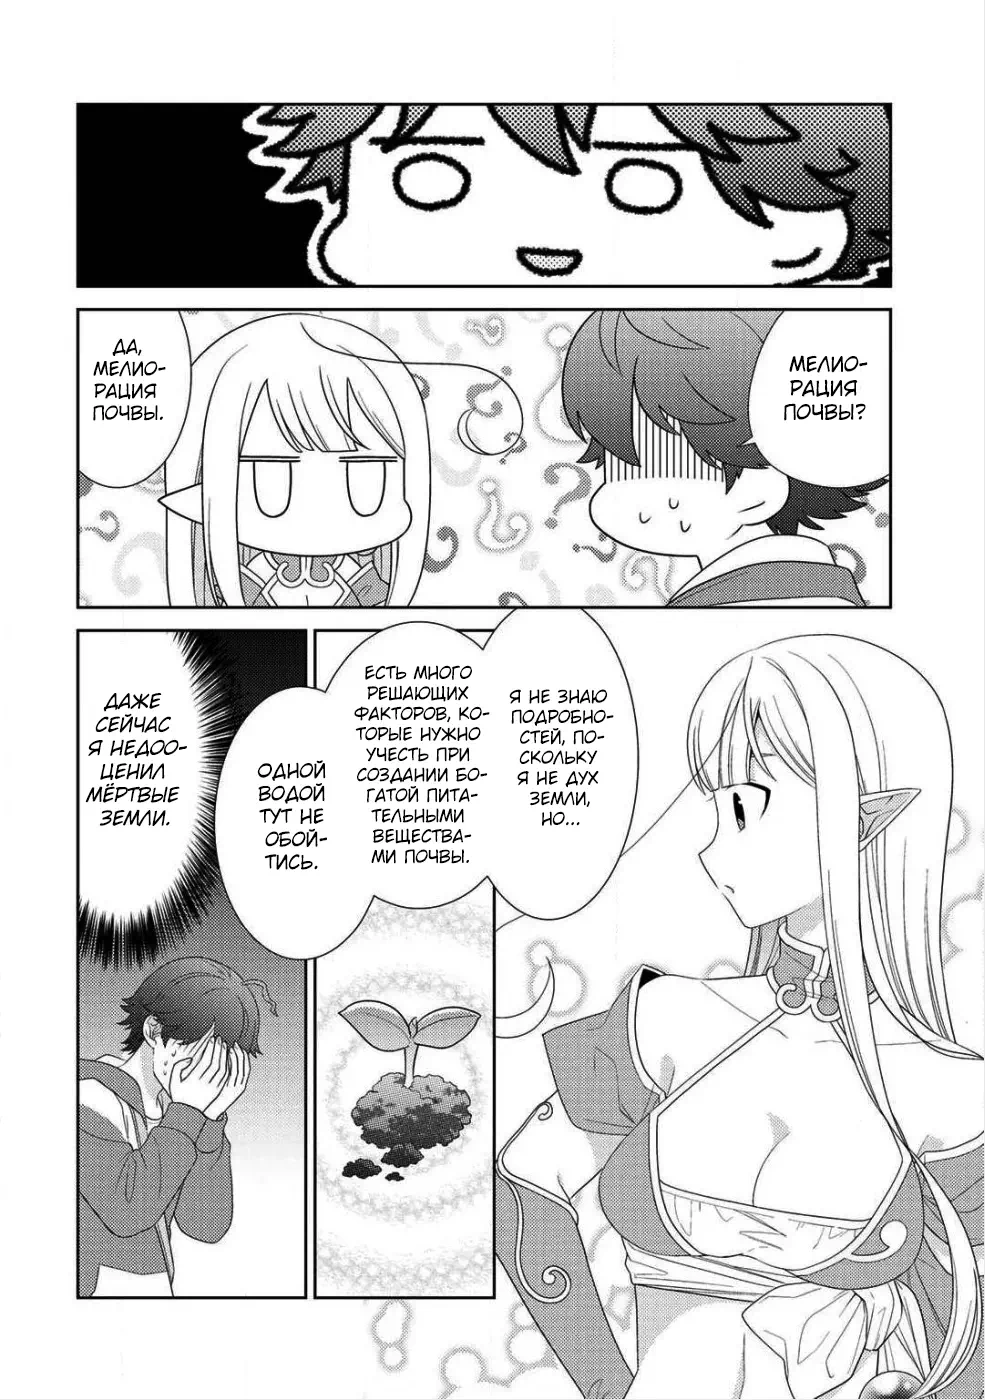 МЕЛИО-
РАЦИЯ
ПОЧВЫ?
ДА,
МЕЛИО-
РАЦИЯ
ПОЧВЫ.
Я НЕ ЗНАЮ
ПОДРОБНО-
СТЕЙ, ПО-
СКОЛЬКУ
Я НЕ ДУХ
ЗЕМЛИ,
НО...
ЕСТЬ МНОГО
РЕШАЮЩИХ
ФАКТОРОВ, КО-
ТОРЫЕ НУЖНО
УЧЕСТЬ ПРИ
СОЗДАНИИ БО-
ГАТОЙ ПИТА-
ТЕЛЬНЫМИ
ВЕЩЕСТВА-
МИ ПОЧВЫ.
ОДНОЙ
ВОДОЙ
ТУТ НЕ
ОБОЙ-
ТИСЬ.
ДАЖЕ
СЕЙЧАС
Я НЕДОО-
ЦЕНИЛ
МЁРТВЫЕ
ЗЕМЛИ.